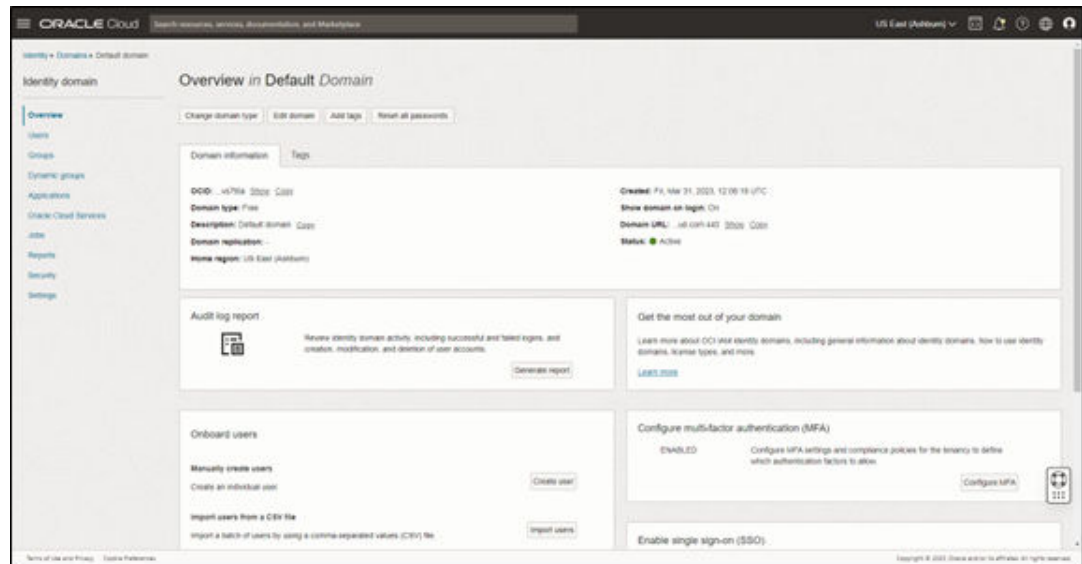 ORACLE Cloud
Search resources, services, documentation, and Marketplace
US East (Ashburn)
Identity » Domains » Default domain
Identity domain
Overview
Users
Groups
Dynamic groups
Applications
Oracle Cloud Services
Jobs
Reports
Security
Settings
Overview in Default Domain
Change domain type
Edit domain
Add tags
Reset all passwords
Domain information
Tags
OCID: Show Copy
Domain type: Free
Description: Default domain Copy
Domain replication: -
Home region: US East (Ashburn)
Created: Fri, Mar 31, 2023, UTC
Show domain on login: On
Domain URL: Show Copy
Status: Active
Audit log report
Review identity domain activity, including successful and failed logins, and
creation, modification, and deletion of user accounts.
Generate report
Get the most out of your domain
Learn more about OCI IAM identity domains, including general information about identity domains, how to use identity
domains, license types, and more.
Learn more
Onboard users
Manually create users
Create an individual user
Create user
Import users from a CSV file
Import a batch of users by using a comma-separated values (CSV) file
Import users
Configure multi-factor authentication (MFA)
ENABLED
Configure MFA settings and compliance policies for the tenancy to define
which authentication factors to allow.
Configure MFA
Enable single sign-on (SSO)
Terms of Use and Privacy
Cookie Preferences
Copyright © 2023, Oracle and/or its affiliates. All rights reserved.